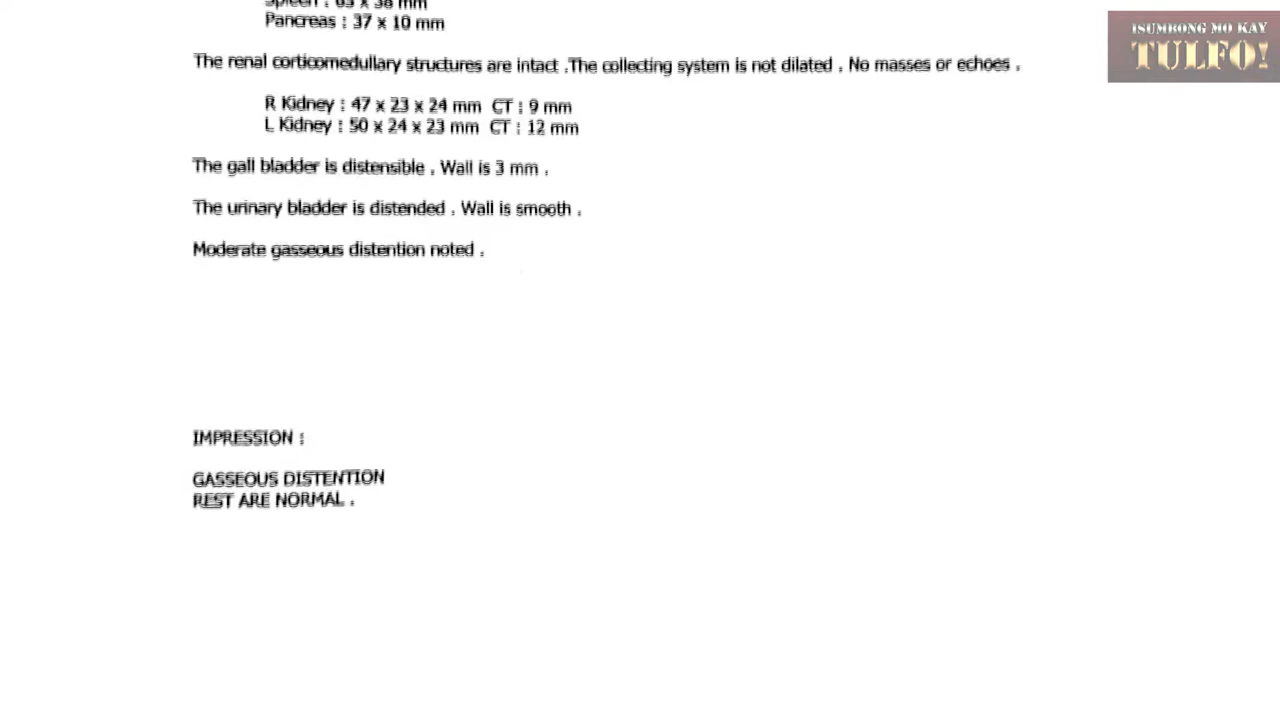 Pancreas : 37 x 10 mm
ISUMBONG MO KAY
TULFO!
The renal corticomedullary structures are intact .The collecting system is not dilated . No masses or echoes .
R Kidney : 47 x 23 x 24 mm CT : 9 mm
L Kidney : 50 x 24 x 23 mm CT : 12 mm
The gall bladder is distensible . Wall is 3 mm .
The urinary bladder is distended . Wall is smooth .
Moderate gasseous distention noted .
IMPRESSION :
GASSEOUS DISTENTION
REST ARE NORMAL .